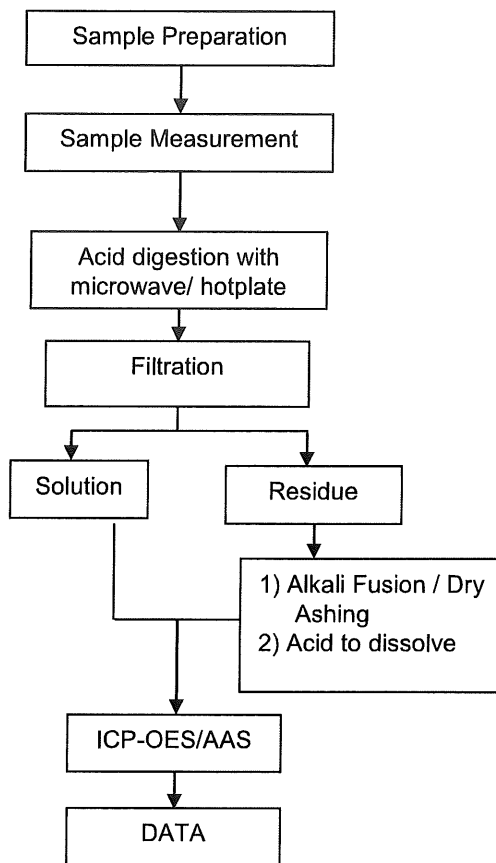 Sample Preparation
Sample Measurement
Acid digestion with
microwave/ hotplate
Filtration
Solution
Residue
1) Alkali Fusion / Dry
Ashing
2) Acid to dissolve
ICP-OES/AAS
DATA